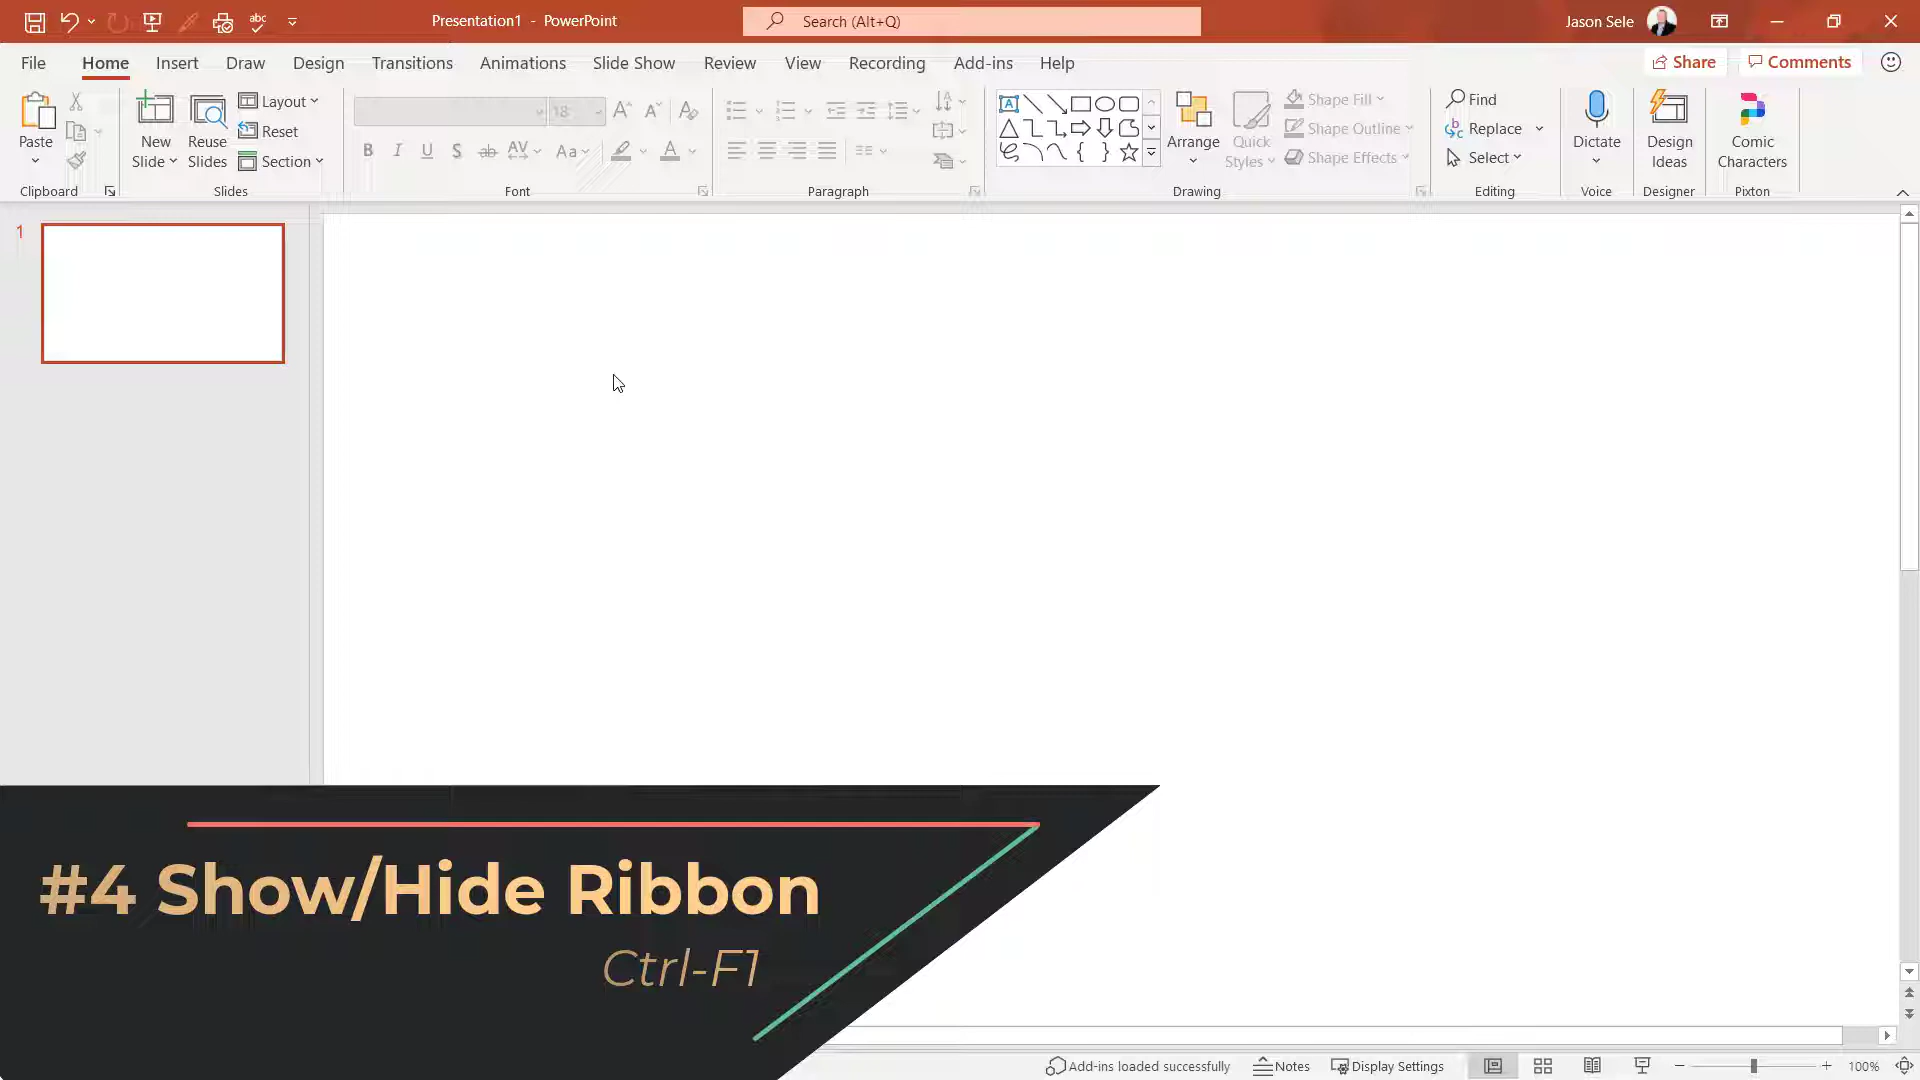 Presentation1 - PowerPoint
Search (Alt+Q)
Jason Sele
File Home Insert Draw Design Transitions Animations Slide Show Review View Recording Add-ins Help
Share Comments
Paste
New Slide
Reuse Slides
Layout
Reset
Section
18
B I U S ab AV Aa A
Arrange
Quick Styles
Shape Fill
Shape Outline
Shape Effects
Find
Replace
Select
Dictate
Design Ideas
Comic Characters
Clipboard Slides Font Paragraph Drawing Editing Voice Designer Pixton
1
#4 Show/Hide Ribbon
Ctrl-F1
Add-ins loaded successfully Notes Display Settings 100%